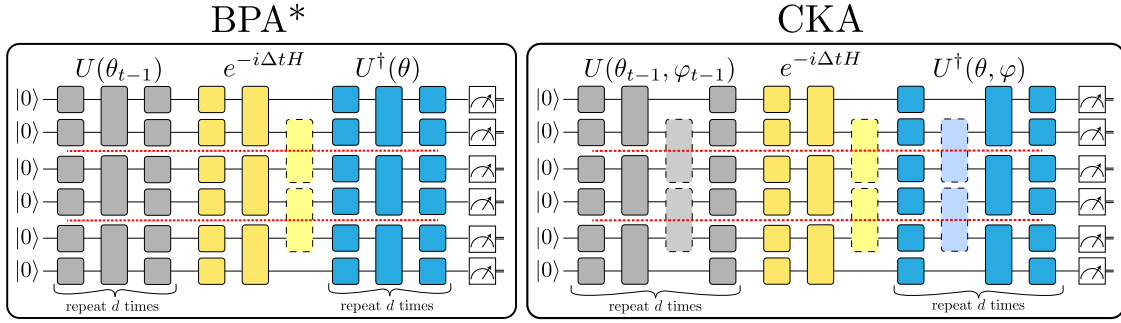 BPA*
U(θ_{t−1}) e^{−iΔtH} U†(θ)
|0⟩
|0⟩
|0⟩
|0⟩
|0⟩
|0⟩
repeat d times repeat d times
CKA
U(θ_{t−1}, φ_{t−1}) e^{−iΔtH} U†(θ, φ)
|0⟩
|0⟩
|0⟩
|0⟩
|0⟩
|0⟩
repeat d times repeat d times